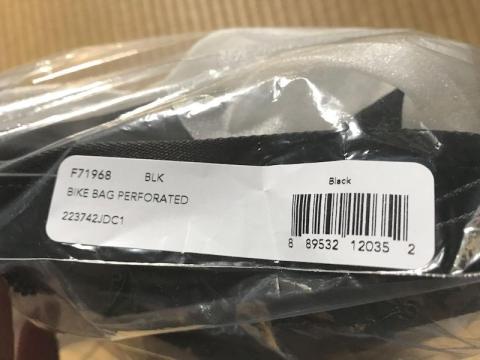 F71968 BLK
BIKE BAG PERFORATED
223742JDC1
Black
8 89532 12035 2